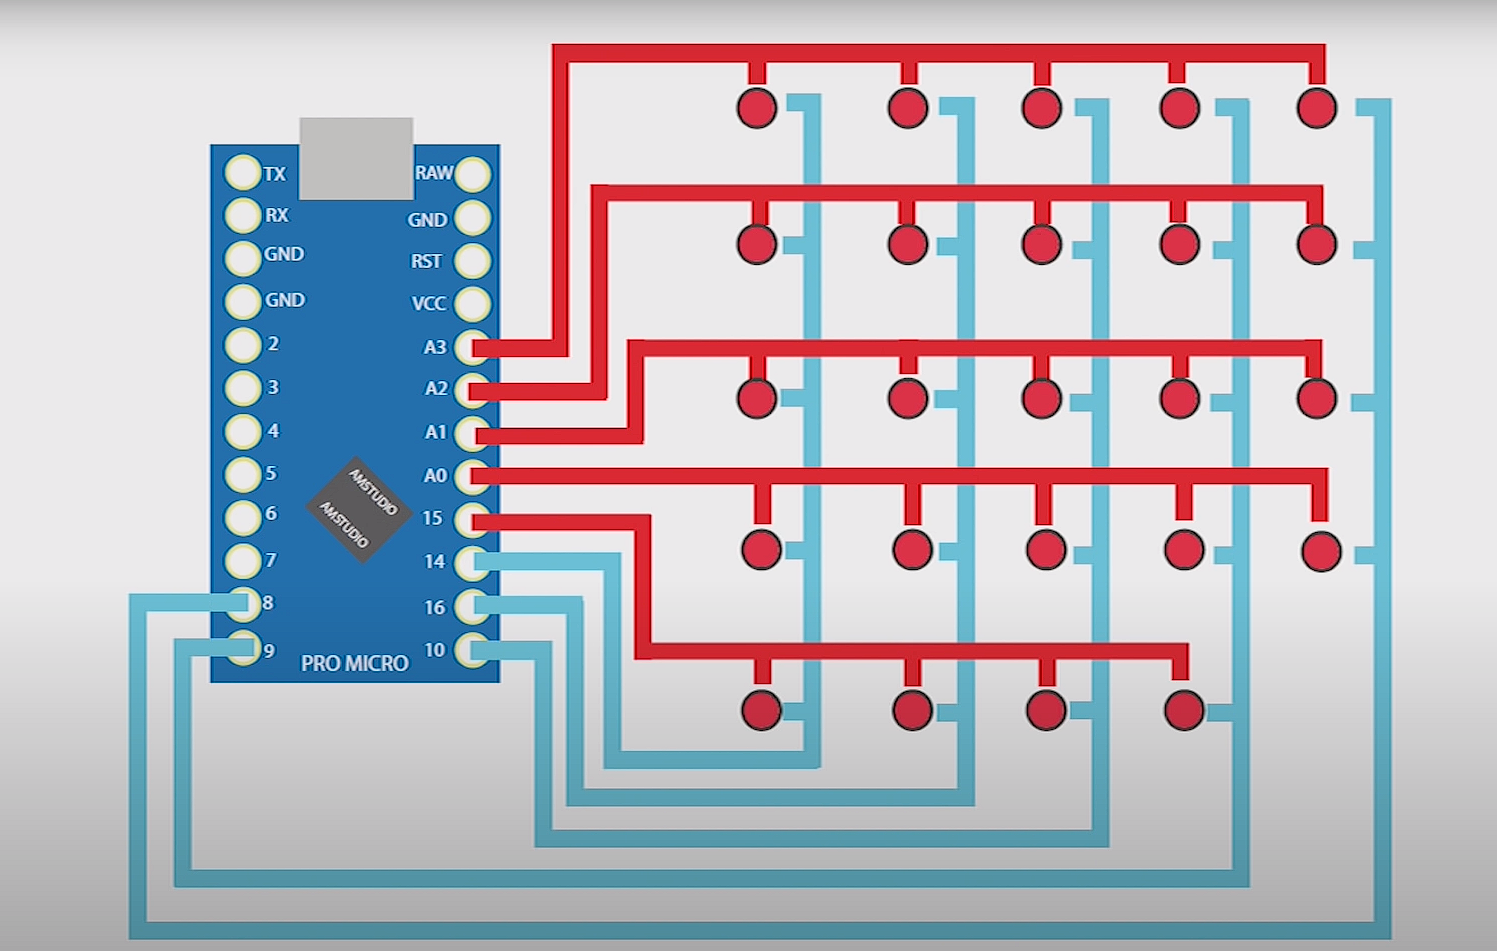 TX
RX
GND
GND
2
3
4
5
6
7
8
9
RAW
GND
RST
VCC
A3
A2
A1
A0
15
14
16
10
AMSTUDIO
AMSTUDIO
PRO MICRO